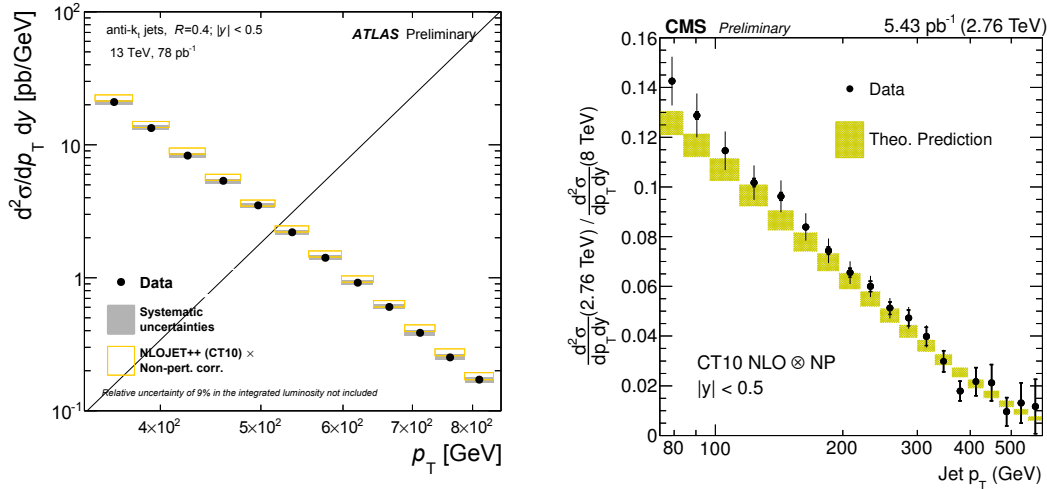 anti-kₜ jets, R=0.4; |y| < 0.5
ATLAS Preliminary
13 TeV, 78 pb⁻¹
d²σ/dp_T dy [pb/GeV]
10²
10
1
10⁻¹
Data
Systematic
uncertainties
NLOJET++ (CT10) ×
Non-pert. corr.
Relative uncertainty of 9% in the integrated luminosity not included
4×10² 5×10² 6×10² 7×10² 8×10²
p_T [GeV]
CMS Preliminary 5.43 pb⁻¹ (2.76 TeV)
d²σ/dp_T dy(2.76 TeV) / d²σ/dp_T dy(8 TeV)
0.16
0.14
0.12
0.1
0.08
0.06
0.04
0.02
0
Data
Theo. Prediction
CT10 NLO ⊗ NP
|y| < 0.5
80 100 200 300 400 500
Jet p_T (GeV)